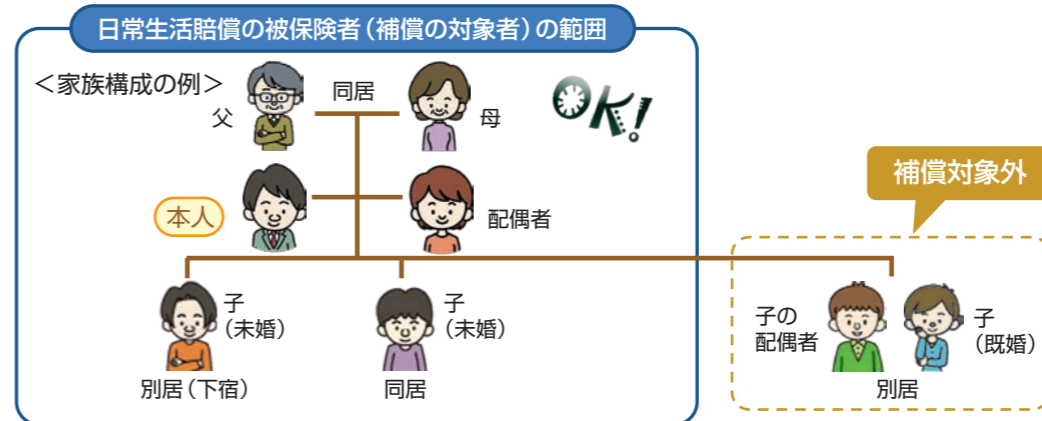 日常生活賠償の被保険者（補償の対象者）の範囲
＜家族構成の例＞
父
同居
母
OK!
本人
配偶者
補償対象外
子
（未婚）
別居（下宿）
子
（未婚）
同居
子の
配偶者
子
（既婚）
別居